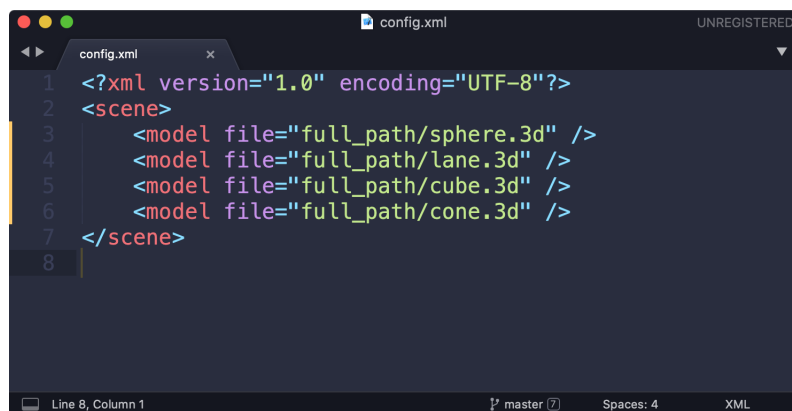 config.xml
UNREGISTERED
config.xml ×
1 <?xml version="1.0" encoding="UTF-8"?>
2 <scene>
3     <model file="full_path/sphere.3d" />
4     <model file="full_path/lane.3d" />
5     <model file="full_path/cube.3d" />
6     <model file="full_path/cone.3d" />
7 </scene>
8
Line 8, Column 1 master 7 Spaces: 4 XML